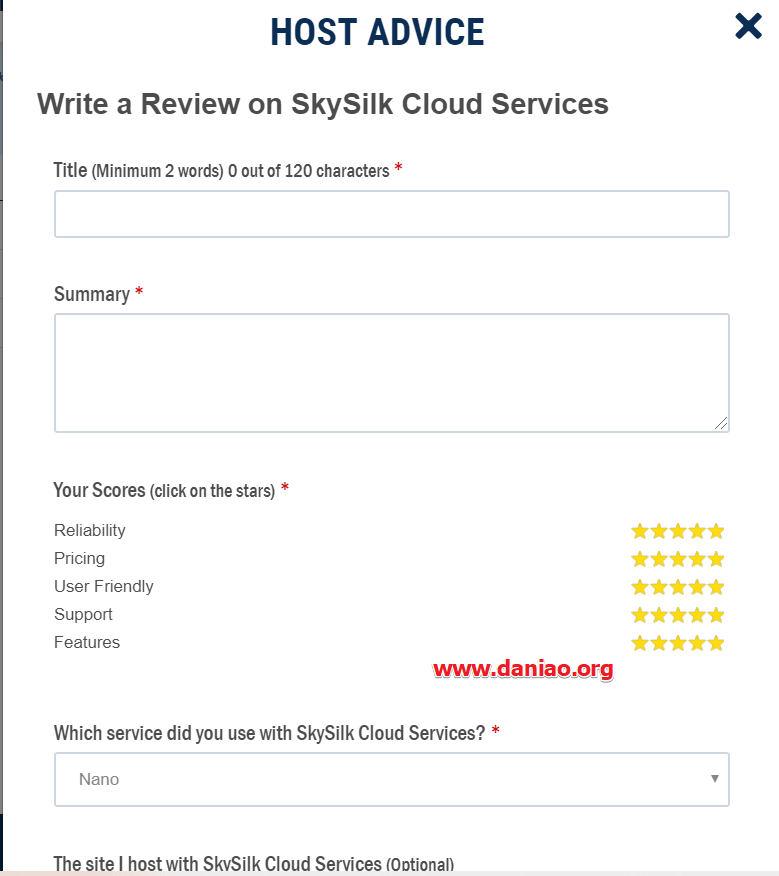 HOST ADVICE
Write a Review on SkySilk Cloud Services
Title (Minimum 2 words) 0 out of 120 characters *
Summary *
Your Scores (click on the stars) *
Reliability
Pricing
User Friendly
Support
Features
www.daniao.org
Which service did you use with SkySilk Cloud Services? *
Nano
The site I host with SkySilk Cloud Services (Optional)